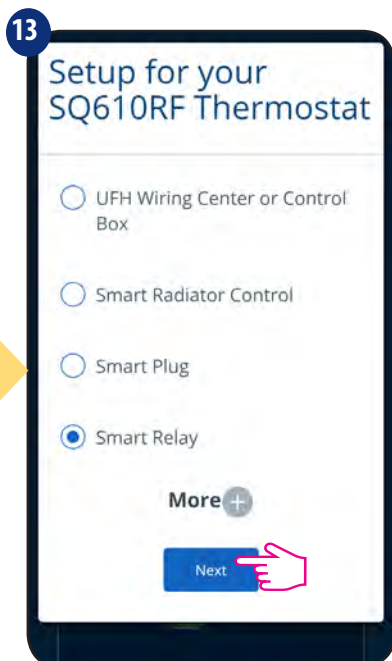 13
Setup for your
SQ610RF Thermostat
UFH Wiring Center or Control
Box
Smart Radiator Control
Smart Plug
Smart Relay
More +
Next